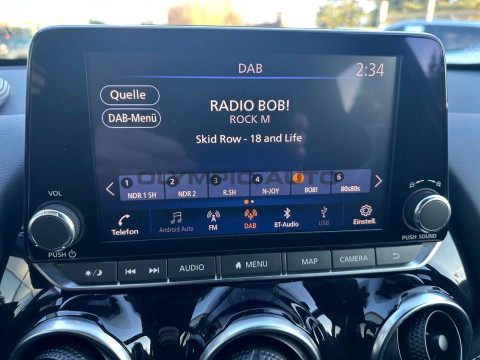 DAB
2:34
Quelle
RADIO BOB!
ROCK M
DAB-Menü
Skid Row - 18 and Life
OLYMPIC AUTO
1 2 3 4 6
NDR 1 SH NDR 2 R.SH N-JOY BOB! 80s80s
Telefon Android Auto FM DAB BT-Audio USB Einstell.
VOL
PUSH
PUSH SOUND
AUDIO MENU MAP CAMERA